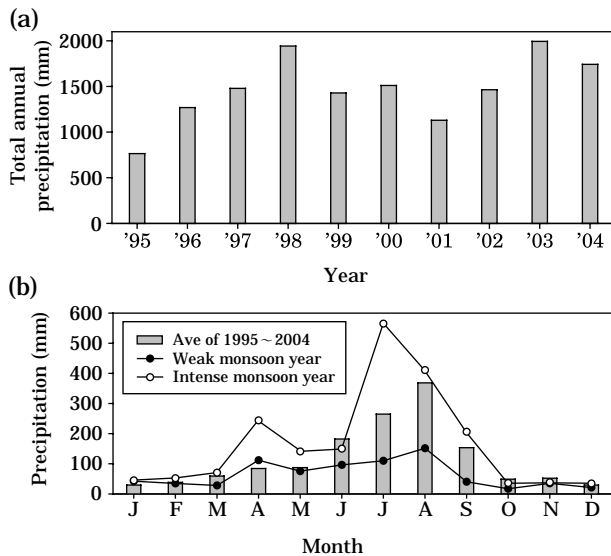 (a)
Total annual
precipitation (mm)
2000
1500
1000
500
0
'95 '96 '97 '98 '99 '00 '01 '02 '03 '04
Year
(b)
Precipitation (mm)
600
500
400
300
200
100
0
Ave of 1995~2004
Weak monsoon year
Intense monsoon year
J F M A M J J A S O N D
Month